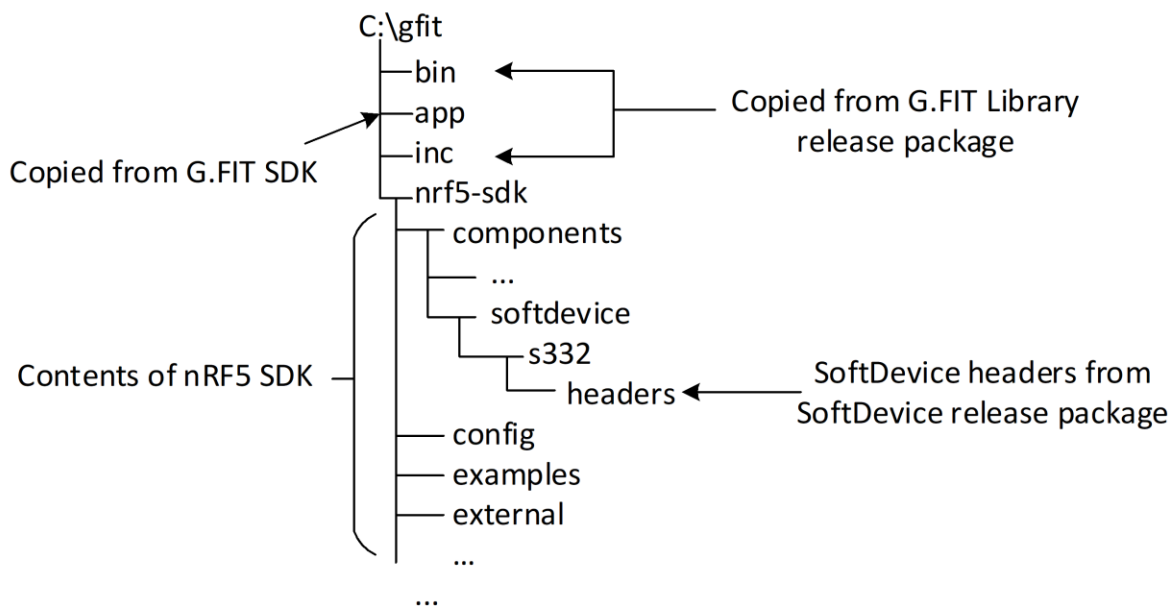 C:\gfit
bin
app
inc
nrf5-sdk
components
...
softdevice
s332
headers
config
examples
external
...
...
Copied from G.FIT Library
release package
Copied from G.FIT SDK
Contents of nRF5 SDK
SoftDevice headers from
SoftDevice release package